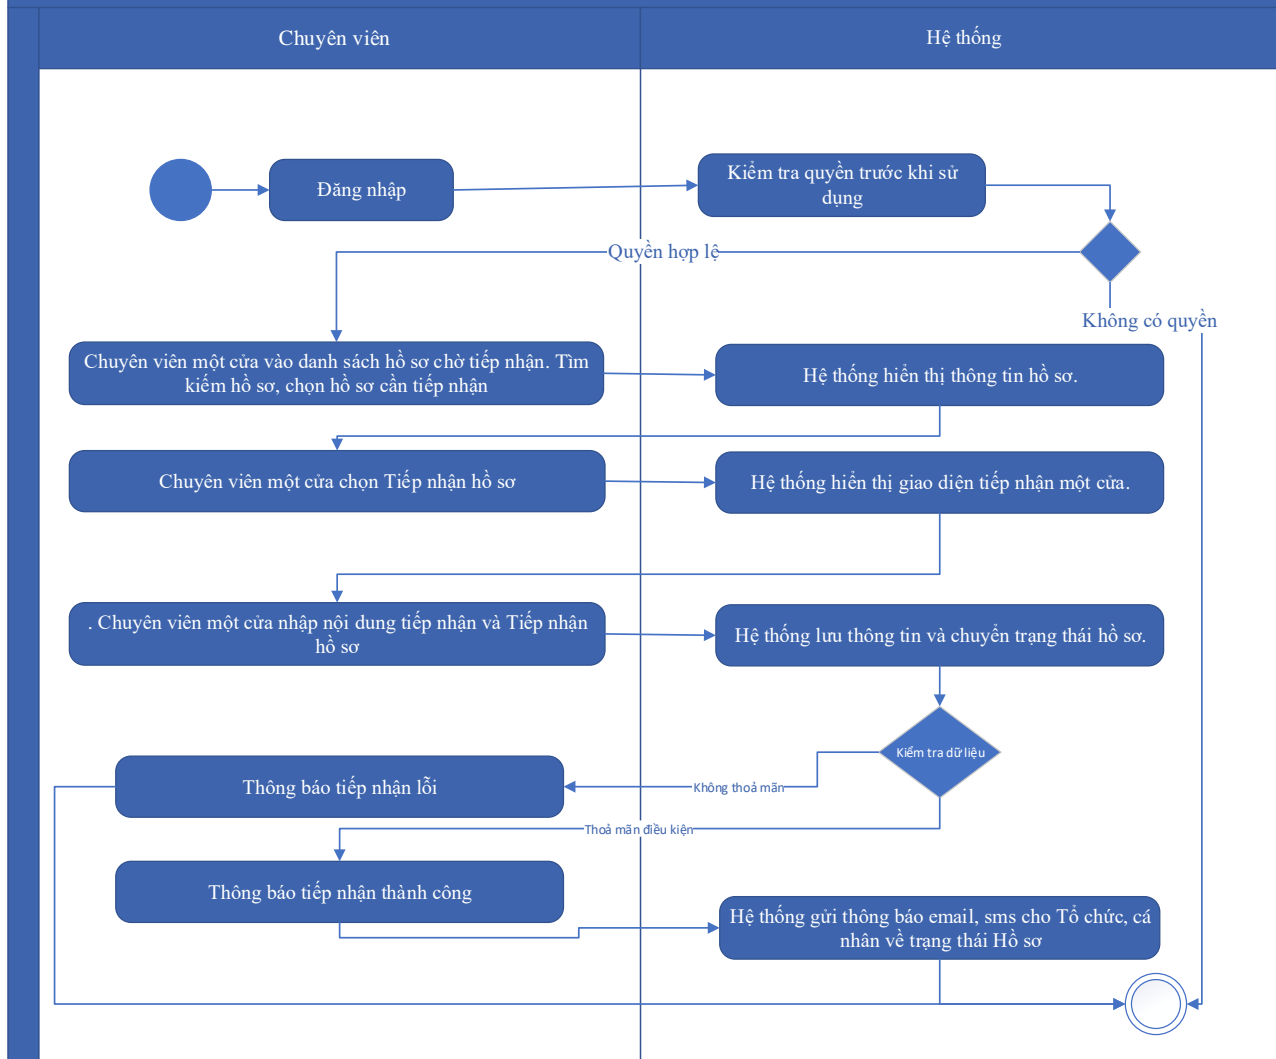 Chuyên viên
Hệ thống
Đăng nhập
Kiểm tra quyền trước khi sử
dụng
Quyền hợp lệ
Không có quyền
Chuyên viên một cửa vào danh sách hồ sơ chờ tiếp nhận. Tìm
kiếm hồ sơ, chọn hồ sơ cần tiếp nhận
Hệ thống hiển thị thông tin hồ sơ.
Chuyên viên một cửa chọn Tiếp nhận hồ sơ
Hệ thống hiển thị giao diện tiếp nhận một cửa.
. Chuyên viên một cửa nhập nội dung tiếp nhận và Tiếp nhận
hồ sơ
Hệ thống lưu thông tin và chuyển trạng thái hồ sơ.
Kiểm tra dữ liệu
Thông báo tiếp nhận lỗi
Không thoả mãn
Thoả mãn điều kiện
Thông báo tiếp nhận thành công
Hệ thống gửi thông báo email, sms cho Tổ chức, cá
nhân về trạng thái Hồ sơ